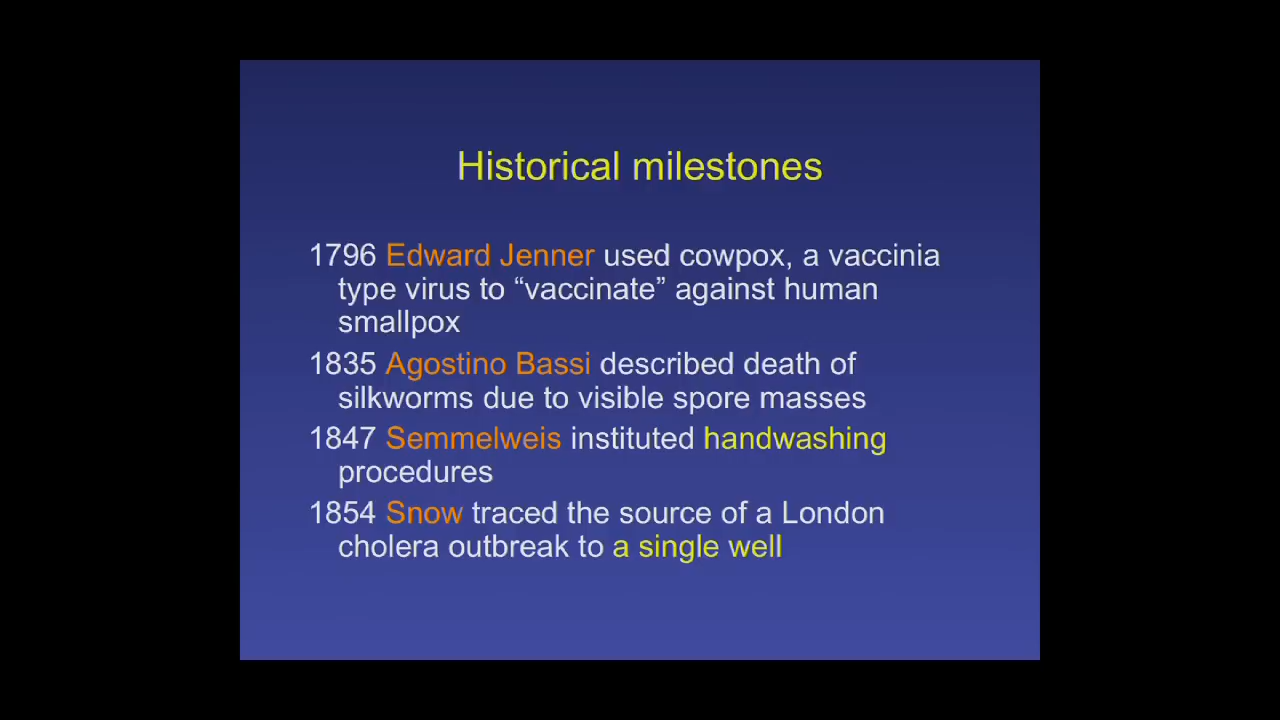 Historical milestones
1796 Edward Jenner used cowpox, a vaccinia
type virus to “vaccinate” against human
smallpox
1835 Agostino Bassi described death of
silkworms due to visible spore masses
1847 Semmelweis instituted handwashing
procedures
1854 Snow traced the source of a London
cholera outbreak to a single well